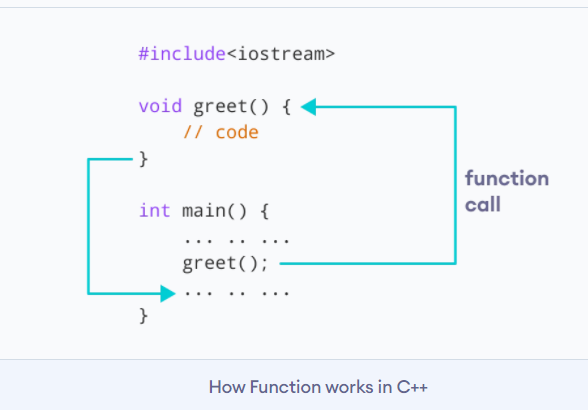 #include<iostream>
void greet() {
// code
}
function
call
int main() {
... .. ...
greet();
... .. ...
}
How Function works in C++